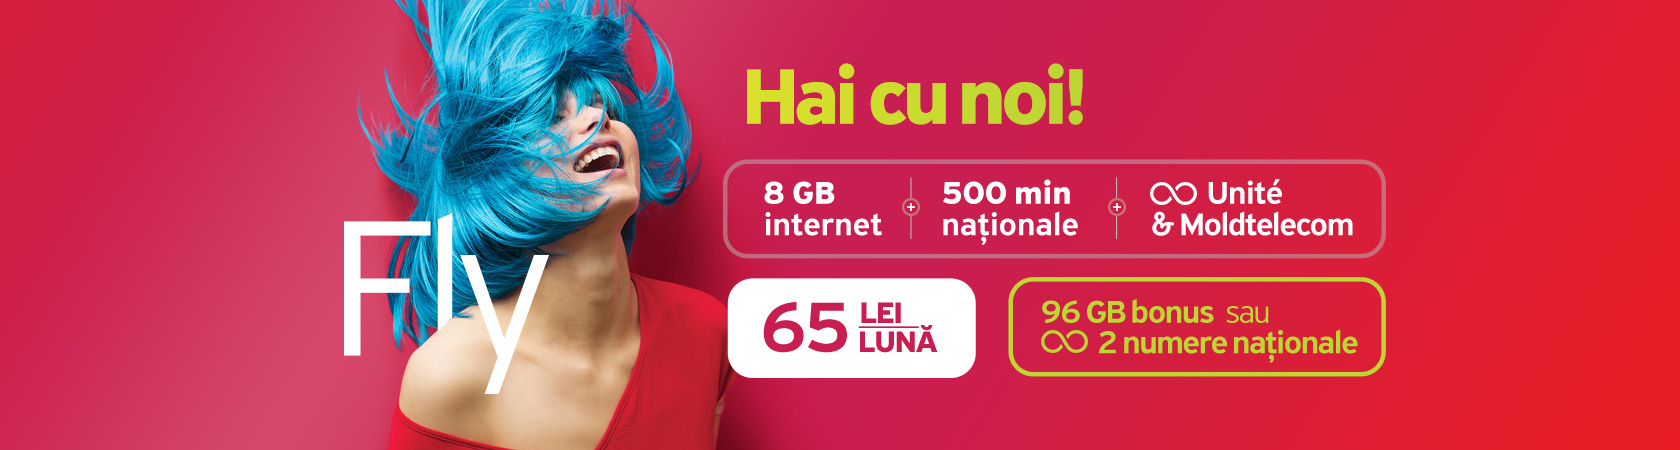 Fly
Hai cu noi!
8 GB
internet
+
500 min
naționale
+
∞ Unité
& Moldtelecom
65 LEI
LUNĂ
96 GB bonus sau
∞ 2 numere naționale